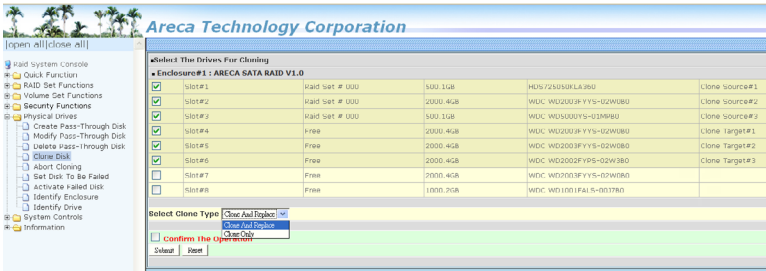 Areca Technology Corporation
|open all|close all|
Raid System Console
Quick Function
RAID Set Functions
Volume Set Functions
Security Functions
Physical Drives
Create Pass-Through Disk
Modify Pass-Through Disk
Delete Pass-Through Disk
Clone Disk
Abort Cloning
Set Disk To Be Failed
Activate Failed Disk
Identify Enclosure
Identify Drive
System Controls
Information
Select The Drives For Cloning
Enclosure#1 : ARECA SATA RAID V1.0
Slot#1 Raid Set # 000 500.1GB HDS725050KLA360 Clone Source#1
Slot#2 Raid Set # 000 2000.4GB WDC WD2003FYYS-02W0B0 Clone Source#2
Slot#3 Raid Set # 000 500.1GB WDC WD5000YS-01MPB0 Clone Source#3
Slot#4 Free 2000.4GB WDC WD2003FYYS-02W0B0 Clone Target#1
Slot#5 Free 2000.4GB WDC WD2003FYYS-02W0B0 Clone Target#2
Slot#6 Free 2000.4GB WDC WD2002FYPS-02W3B0 Clone Target#3
Slot#7 Free 2000.4GB WDC WD2003FYYS-02W0B0
Slot#8 Free 1000.2GB WDC WD1001FALS-00J7B0
Select Clone Type Clone And Replace
Clone And Replace
Clone Only
Confirm The Operation
Submit Reset